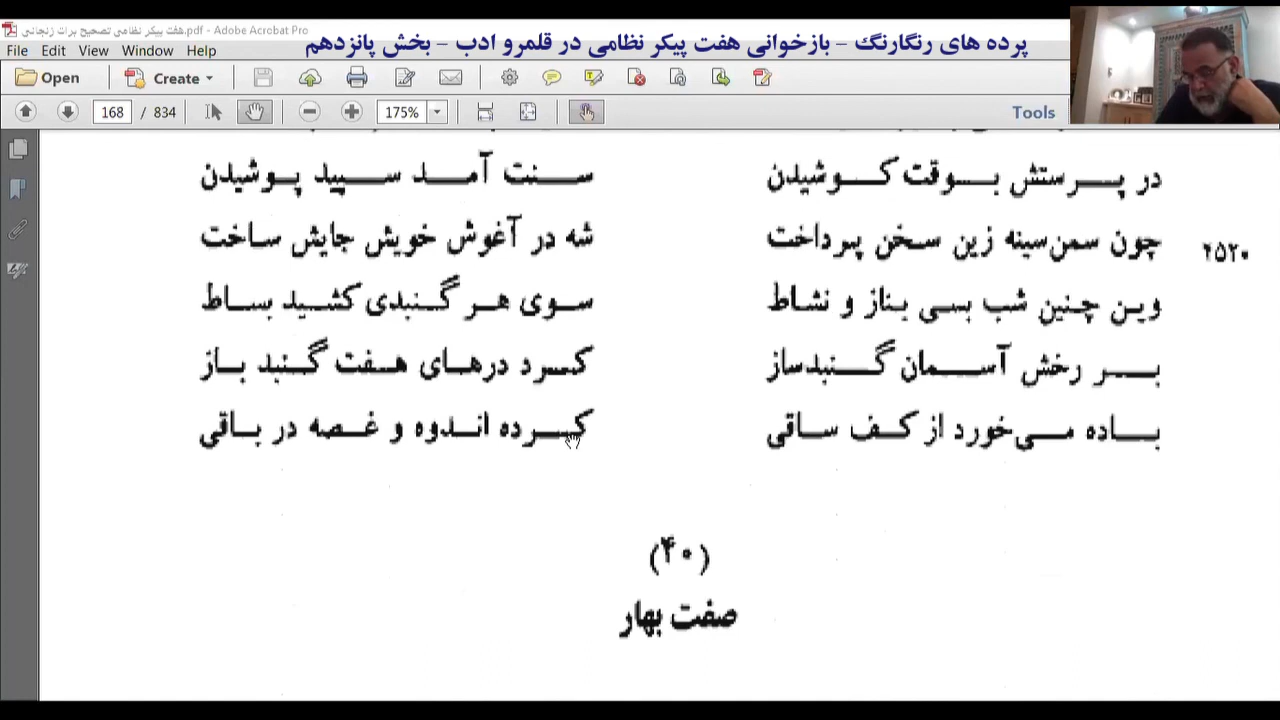 هفت پیکر نظامی تصحیح برات زنجانی.pdf - Adobe Acrobat Pro
File Edit View Window Help
پرده های رنگارنگ – بازخوانی هفت پیکر نظامی در قلمرو ادب – بخش پانزدهم
Open Create
168 / 834 175% Tools
در پرستش بوقت کوشیدن سنت آمد سپید پوشیدن
۲۵۲۰ چون سمن‌سینه زین سخن پرداخت شه در آغوش خویش جایش ساخت
وین چنین شب بسی بناز و نشاط سوی هر گنبدی کشید بساط
بر رخش آسمان گنبدساز کرد درهای هفت گنبد باز
باده می‌خورد از کف ساقی کرده اندوه و غصه در باقی
(۴۰)
صفت بهار